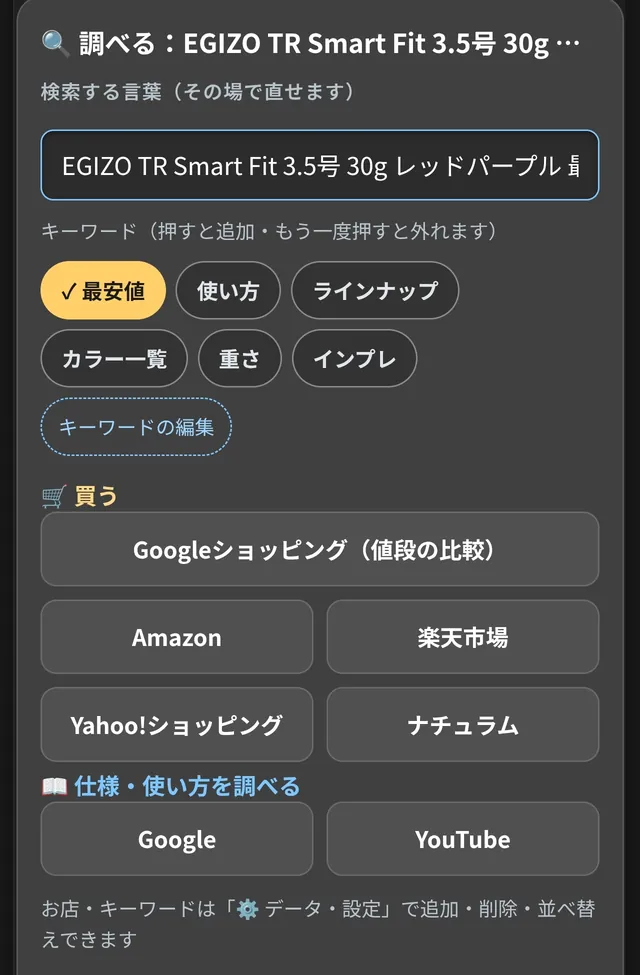 🔍 調べる：EGIZO TR Smart Fit 3.5号 30g …
検索する言葉（その場で直せます）
EGIZO TR Smart Fit 3.5号 30g レッドパープル
キーワード（押すと追加・もう一度押すと外れます）
✓ 最安値 使い方 ラインナップ
カラー一覧 重さ インプレ
キーワードの編集
🛒 買う
Googleショッピング（値段の比較）
Amazon 楽天市場
Yahoo!ショッピング ナチュラム
📖 仕様・使い方を調べる
Google YouTube
お店・キーワードは「⚙️ データ・設定」で追加・削除・並べ替
えできます